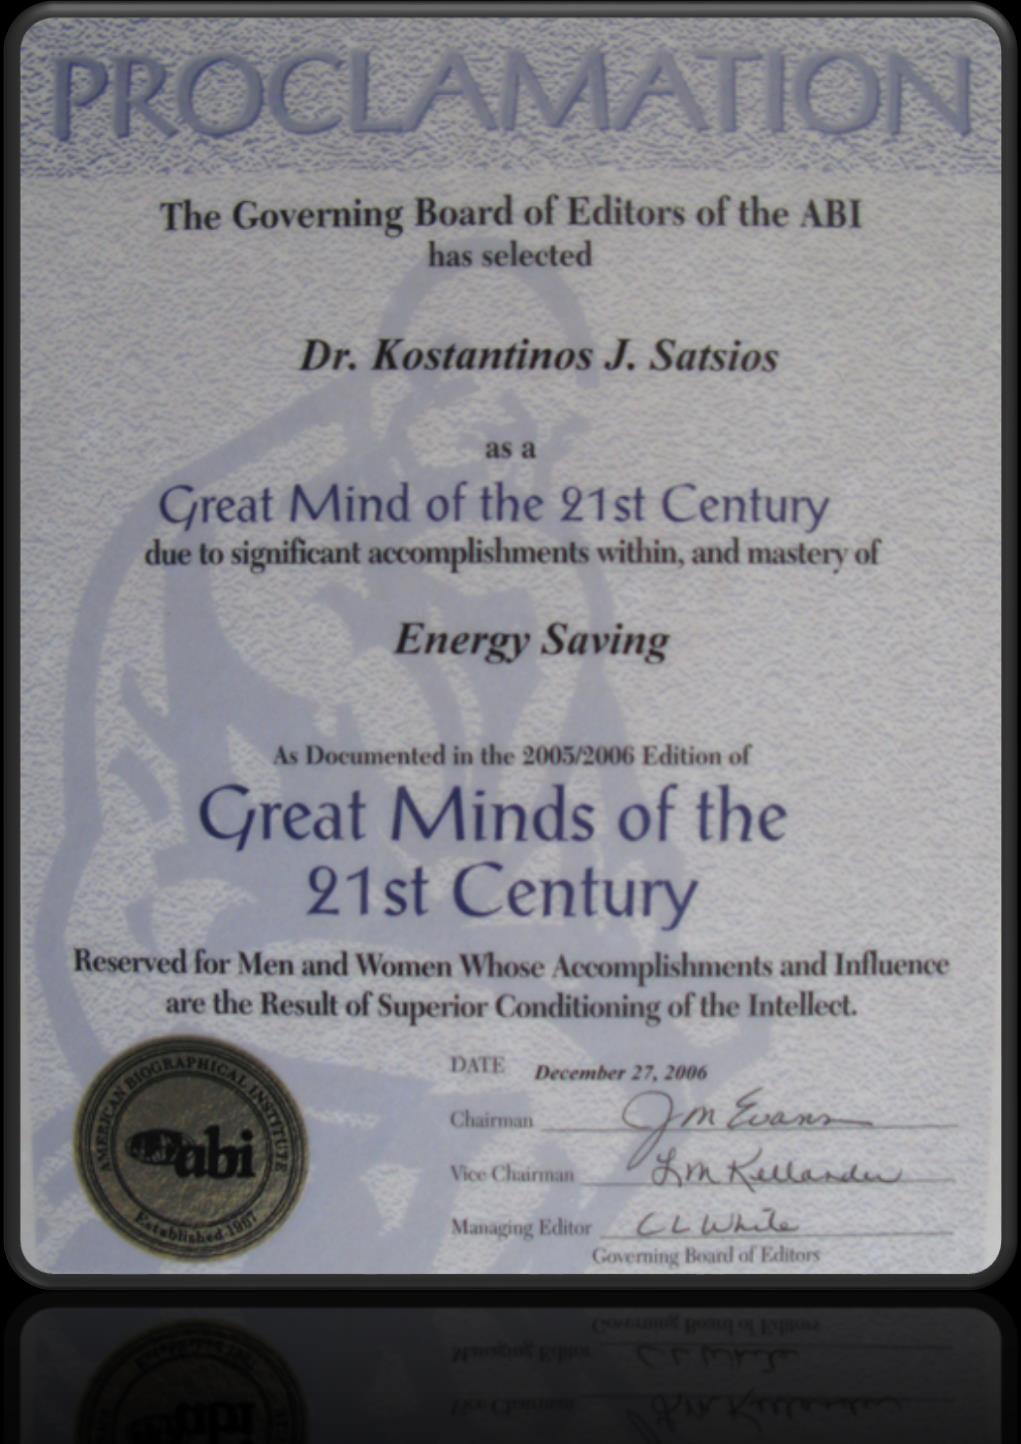 PROCLAMATION
The Governing Board of Editors of the ABI
has selected
Dr. Kostantinos J. Satsios
as a
Great Mind of the 21st Century
due to significant accomplishments within, and mastery of
Energy Saving
As Documented in the 2005/2006 Edition of
Great Minds of the
21st Century
Reserved for Men and Women Whose Accomplishments and Influence
are the Result of Superior Conditioning of the Intellect.
AMERICAN BIOGRAPHICAL INSTITUTE
abi
Established 1967
DATE December 27, 2006
Chairman J M Evans
Vice Chairman L M Kellander
Managing Editor C L White
Governing Board of Editors